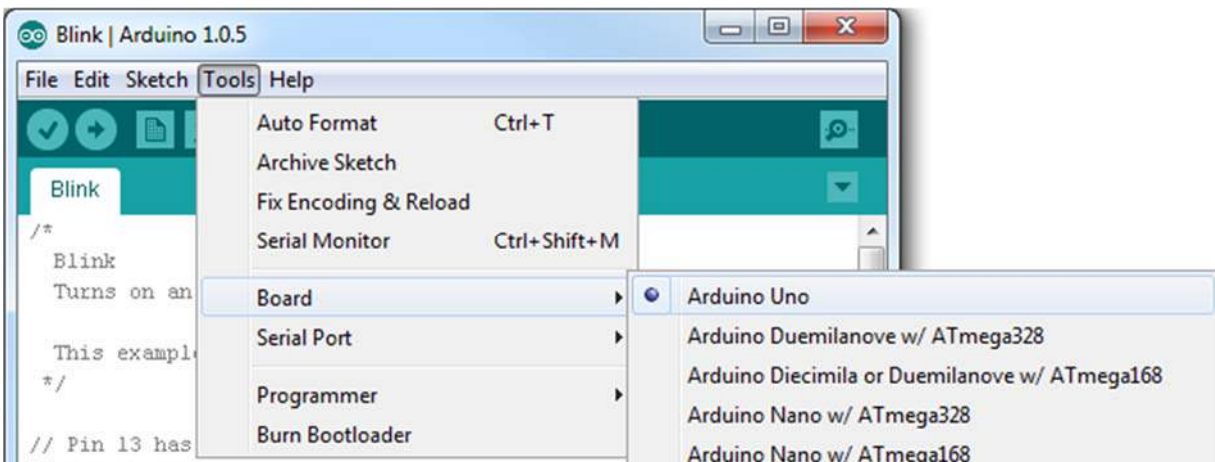 Blink | Arduino 1.0.5
File Edit Sketch Tools Help
Auto Format Ctrl+T
Archive Sketch
Fix Encoding & Reload
Serial Monitor Ctrl+Shift+M
Board
Serial Port
Programmer
Burn Bootloader
Arduino Uno
Arduino Duemilanove w/ ATmega328
Arduino Diecimila or Duemilanove w/ ATmega168
Arduino Nano w/ ATmega328
Arduino Nano w/ ATmega168
Blink
/*
Blink
Turns on an
This exampl
*/
// Pin 13 has